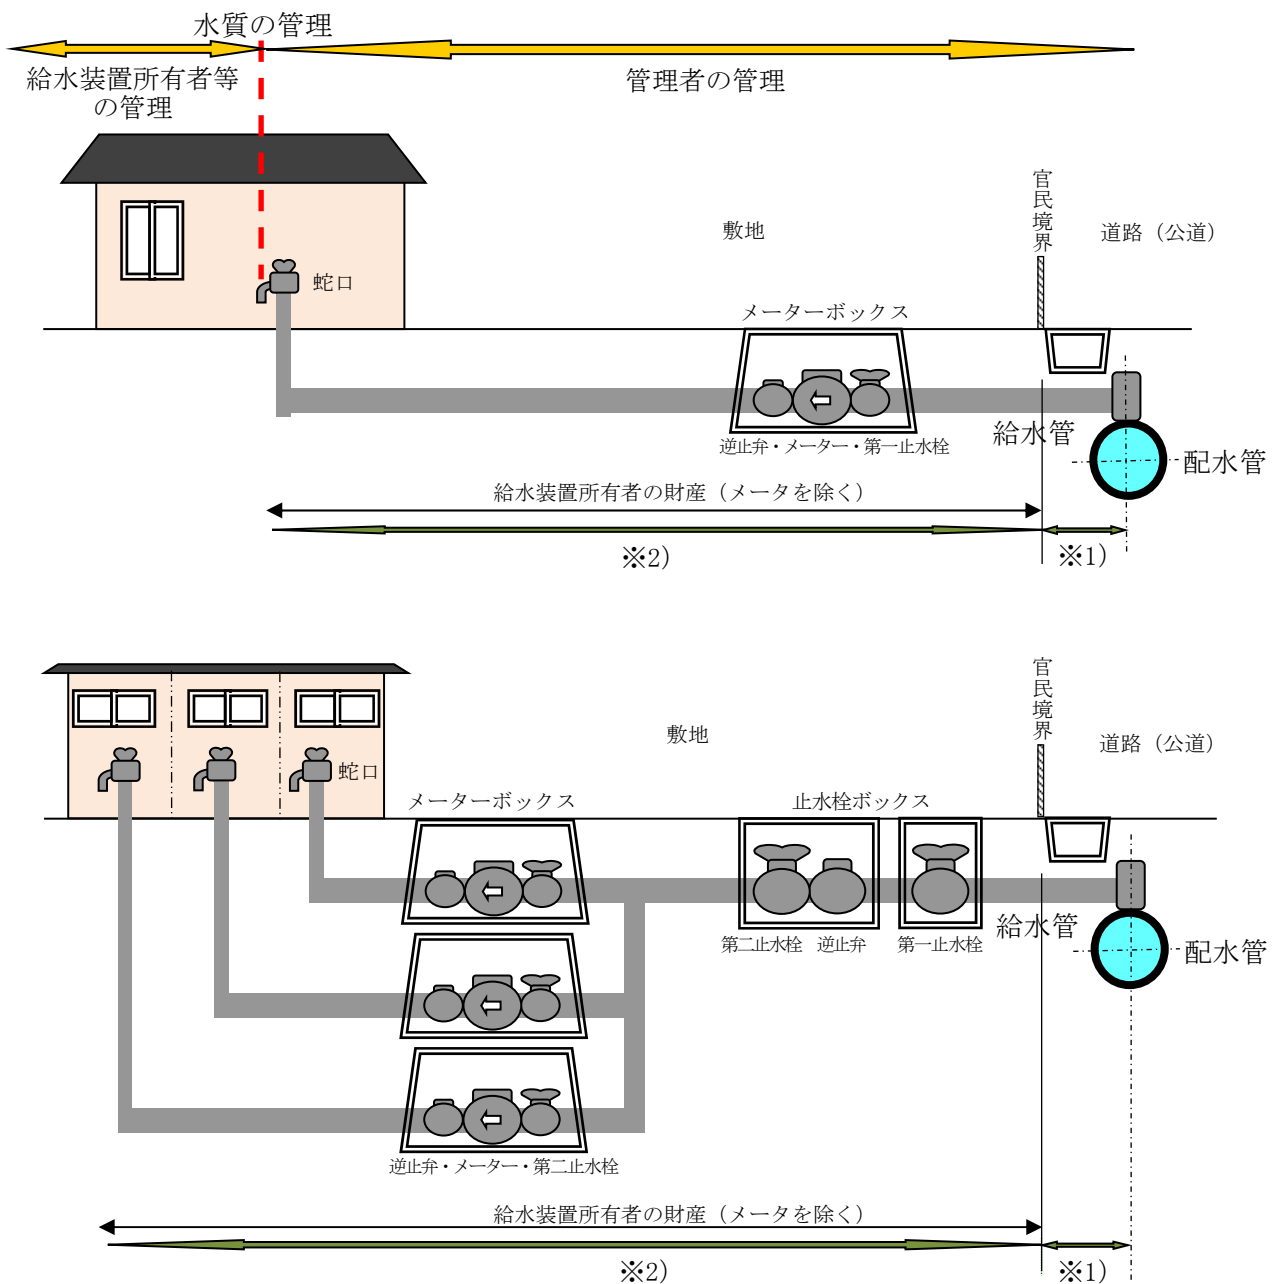 水質の管理
給水装置所有者等
の管理
管理者の管理
官民境界
敷地
道路（公道）
蛇口
メーターボックス
給水管
逆止弁・メーター・第一止水栓
配水管
給水装置所有者の財産（メータを除く）
※2）
※1）
官民境界
敷地
道路（公道）
蛇口
メーターボックス
止水栓ボックス
給水管
第二止水栓
逆止弁
第一止水栓
配水管
逆止弁・メーター・第二止水栓
給水装置所有者の財産（メータを除く）
※2）
※1）